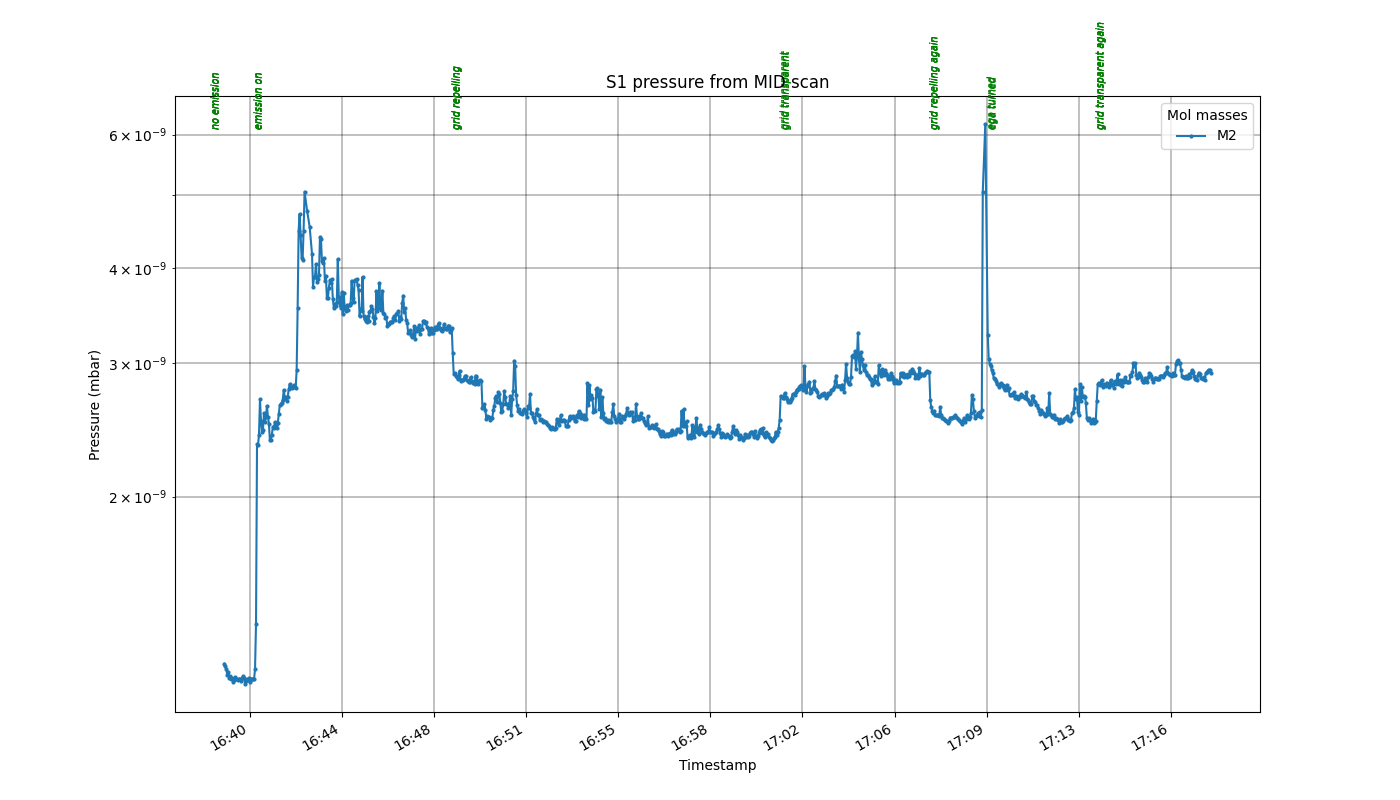 no emission
emission on
grid repelling
grid transparent
grid repelling again
ega turned
grid transparent again
S1 pressure from MID scan
Mol masses
M2
Pressure (mbar)
6 × 10⁻⁹
4 × 10⁻⁹
3 × 10⁻⁹
2 × 10⁻⁹
16:40
16:44
16:48
16:51
16:55
16:58
17:02
17:06
17:09
17:13
17:16
Timestamp